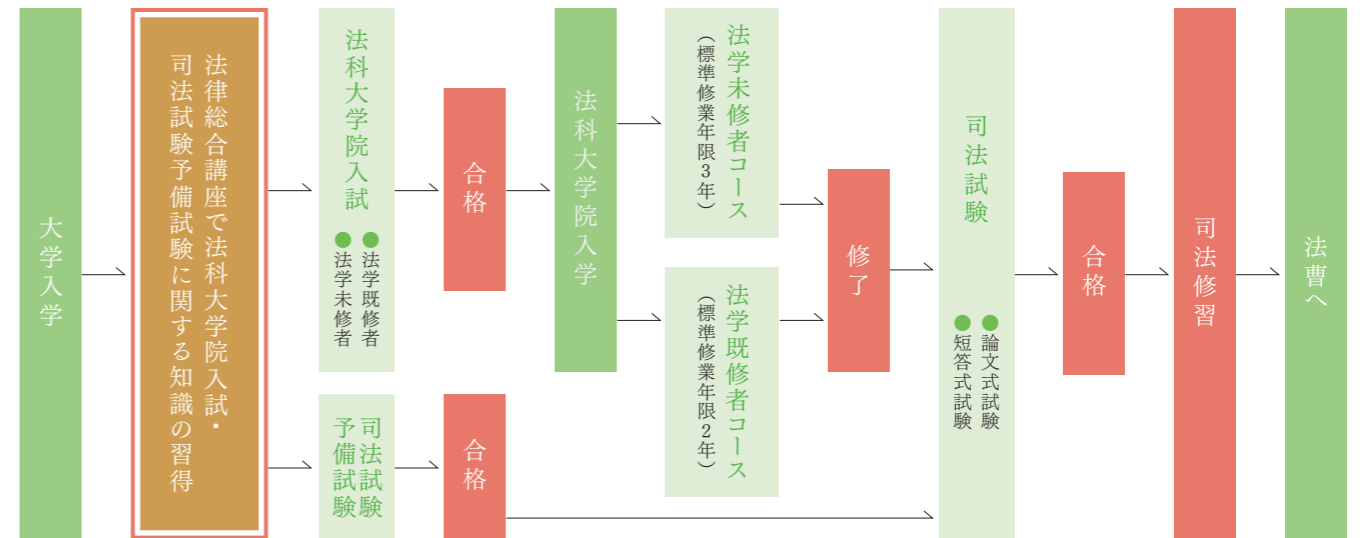 大学入学
法律総合講座で法科大学院入試・
司法試験予備試験に関する知識の習得
法科大学院入試
●法学既修者
●法学未修者
合格
法科大学院入学
法学未修者コース
（標準修業年限3年）
法学既修者コース
（標準修業年限2年）
修了
司法試験
予備試験
合格
司法試験
●論文式試験
●短答式試験
合格
司法修習
法曹へ